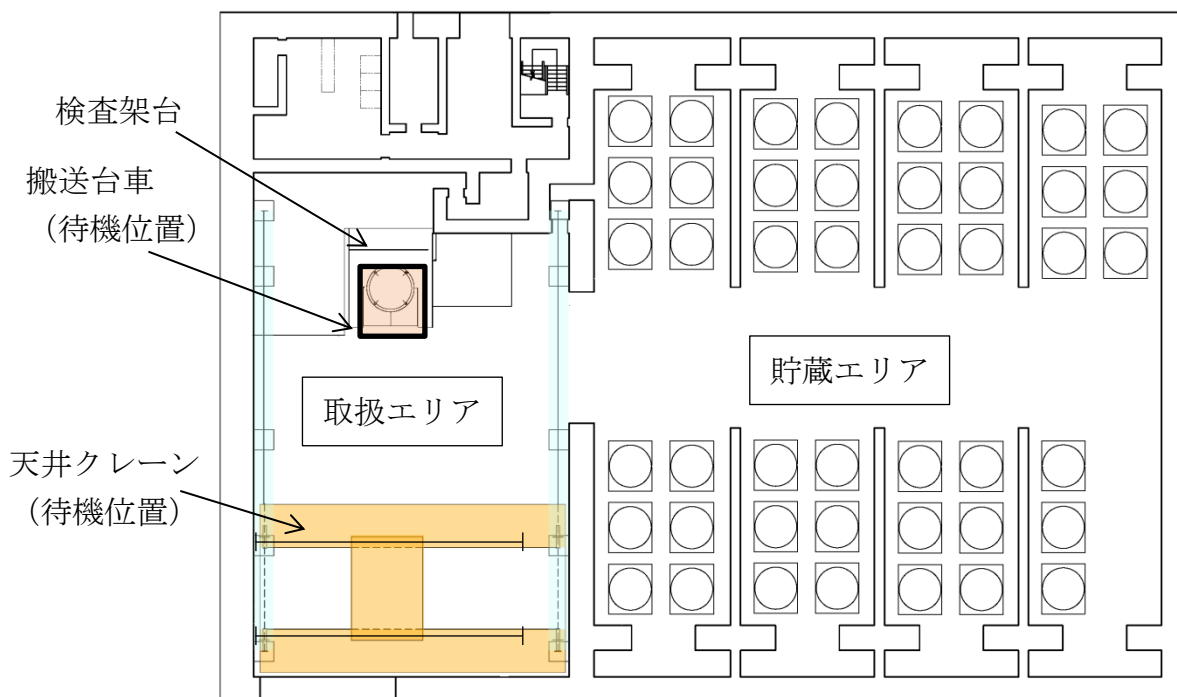 検査架台
搬送台車
（待機位置）
取扱エリア
貯蔵エリア
天井クレーン
（待機位置）